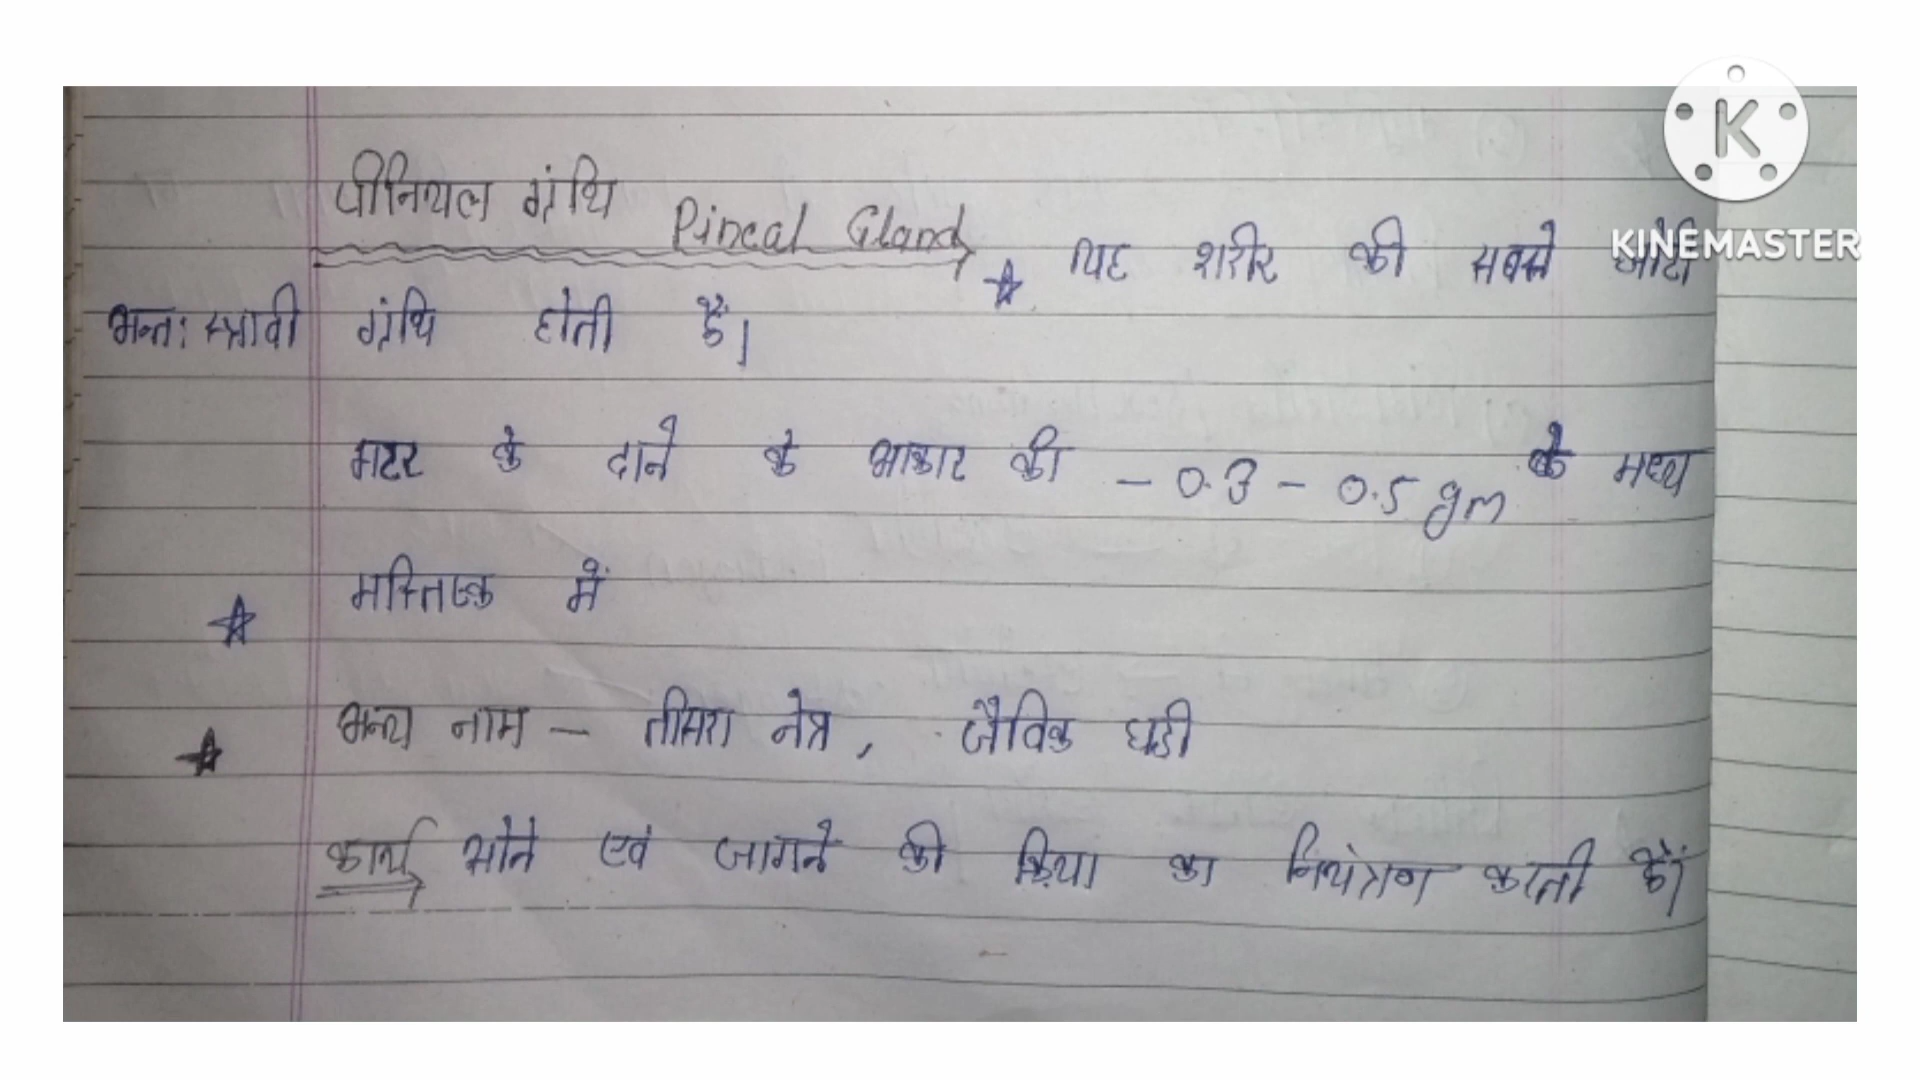 पीनियल ग्रंथि Pineal Gland
★ यह शरीर की सबसे छोटी
अन्त: स्त्रावी ग्रंथि होती हैं।
मटर के दाने के आकार की - 0.3 - 0.5 gm के मध्य
★ मस्तिष्क में
★ अन्य नाम - तीसरा नेत्र, जैविक घड़ी
कार्य सोने एवं जागने की क्रिया का नियंत्रण करती हैं।
K
KINEMASTER